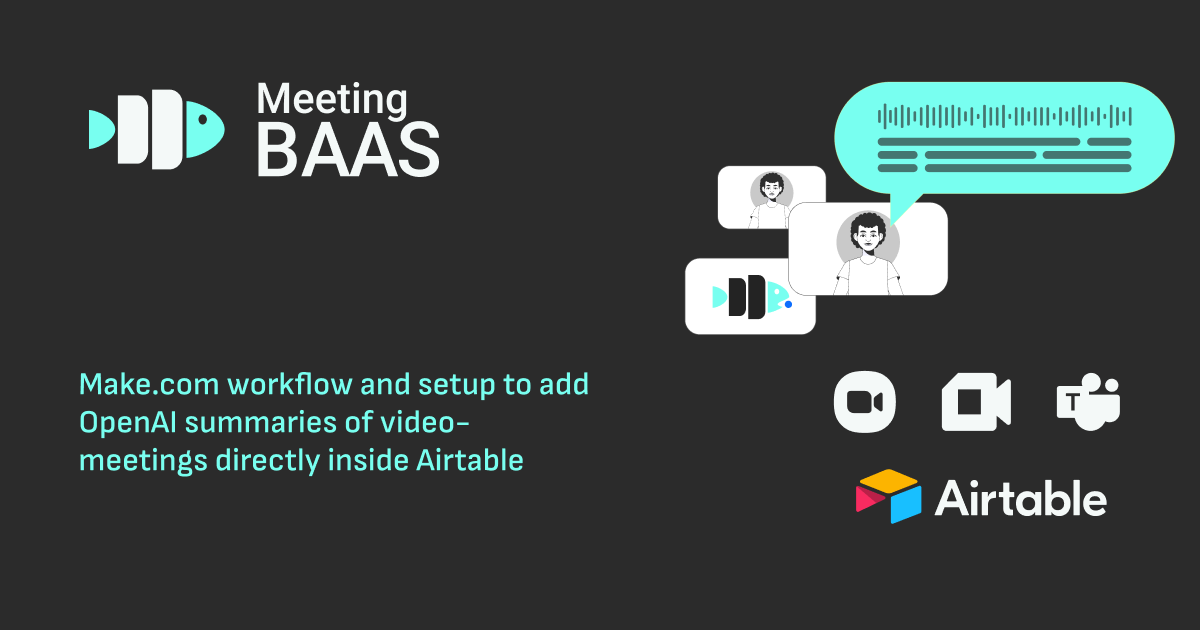 Meeting
BAAS
Make.com workflow and setup to add
OpenAI summaries of video-
meetings directly inside Airtable
T
Airtable